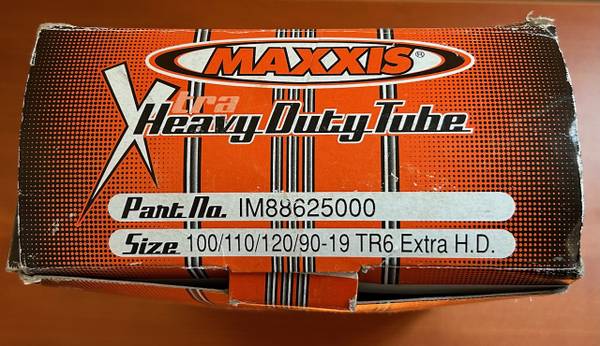 MAXXIS®
Xtra
Heavy Duty Tube
Part No. IM88625000
Size 100/110/120/90-19 TR6 Extra H.D.